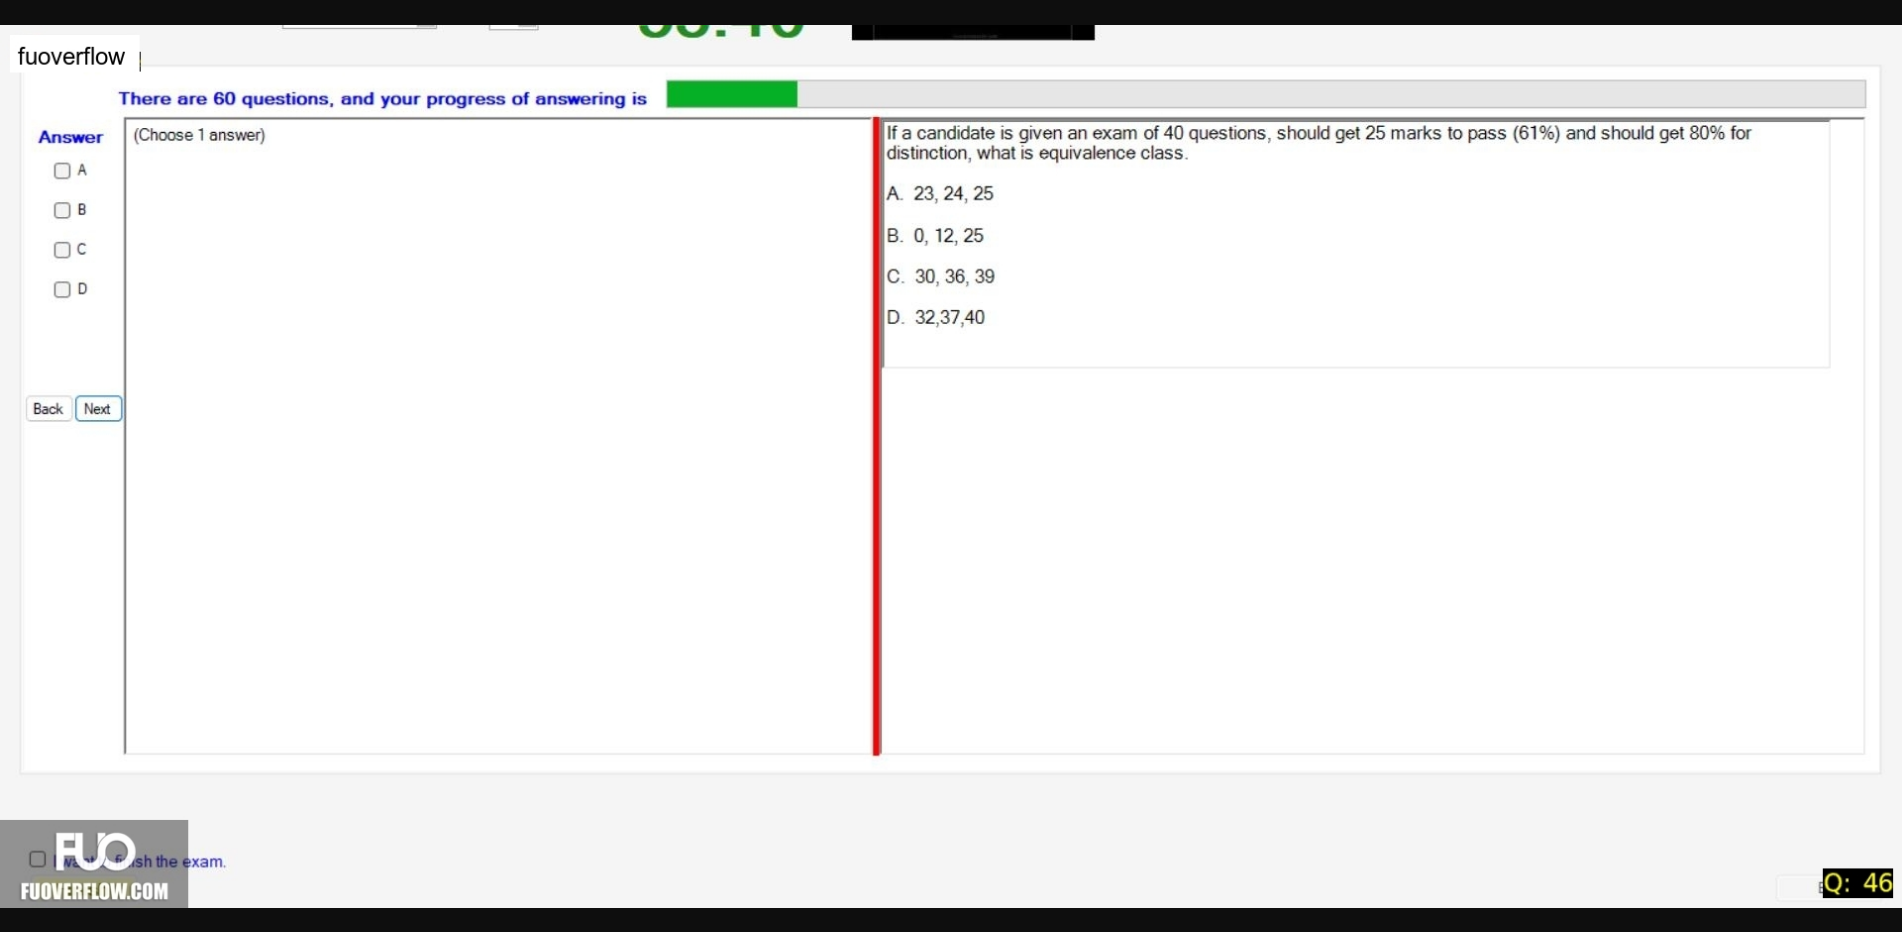 fuoverflow
There are 60 questions, and your progress of answering is
Answer
(Choose 1 answer)
A
B
C
D
Back
Next
If a candidate is given an exam of 40 questions, should get 25 marks to pass (61%) and should get 80% for
distinction, what is equivalence class.
A. 23, 24, 25
B. 0, 12, 25
C. 30, 36, 39
D. 32,37,40
FUO
the exam.
FUOVERFLOW.COM
Q: 46